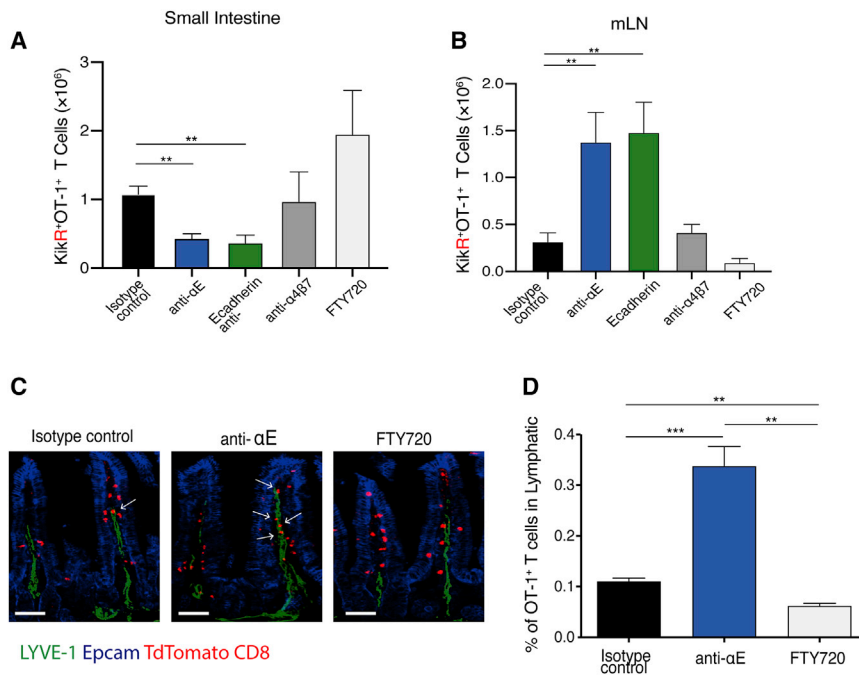 Small Intestine
A
KikR⁺OT-1⁺ T Cells (×10⁶)
3
2
1
0
**
**
Isotype
control
anti-αE
Ecadherin
anti-
anti-α4β7
FTY720
mLN
B
KikR⁺OT-1⁺ T Cells (×10⁶)
2.0
1.5
1.0
0.5
0.0
**
**
Isotype
control
anti-αE
Ecadherin
anti-α4β7
FTY720
C
Isotype control
anti-αE
FTY720
LYVE-1 Epcam TdTomato CD8
D
% of OT-1⁺ T cells in Lymphatic
0.4
0.3
0.2
0.1
0.0
**
**
***
Isotype
control
anti-αE
FTY720